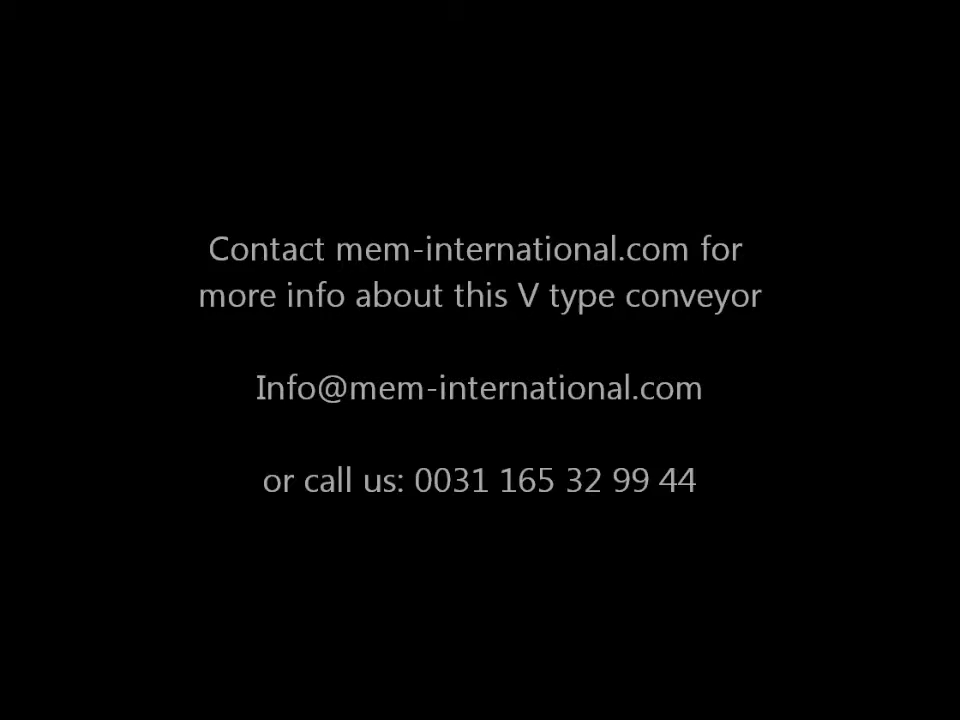 Contact mem-international.com for
more info about this V type conveyor
Info@mem-international.com
or call us: 0031 165 32 99 44